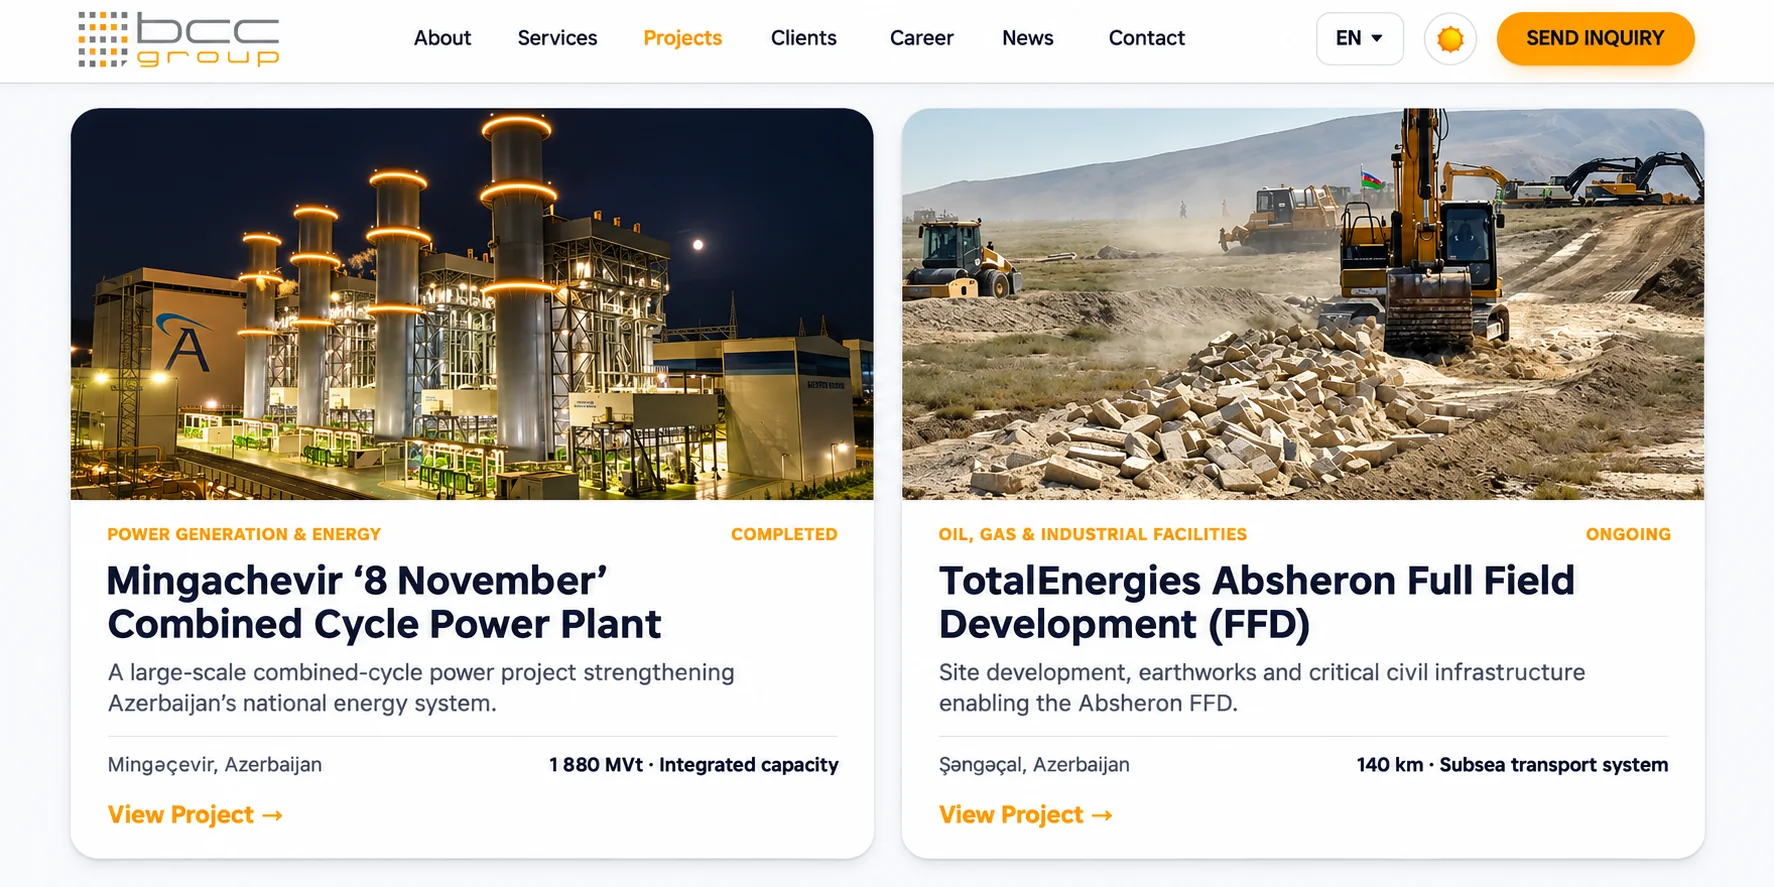 bcc
group
About
Services
Projects
Clients
Career
News
Contact
EN
SEND INQUIRY
A
POWER GENERATION & ENERGY
COMPLETED
Mingachevir ‘8 November’
Combined Cycle Power Plant
A large-scale combined-cycle power project strengthening
Azerbaijan’s national energy system.
Mingəçevir, Azerbaijan
1 880 MVt · Integrated capacity
View Project →
OIL, GAS & INDUSTRIAL FACILITIES
ONGOING
TotalEnergies Absheron Full Field
Development (FFD)
Site development, earthworks and critical civil infrastructure
enabling the Absheron FFD.
Şəngəçal, Azerbaijan
140 km · Subsea transport system
View Project →